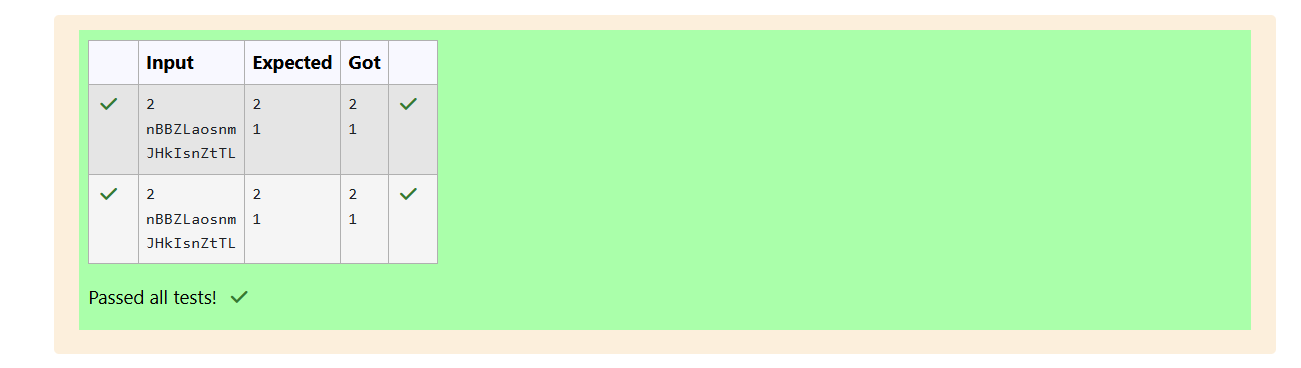 Input Expected Got
2 2 2
nBBZLaosnm 1 1
JHkIsnZtTL
2 2 2
nBBZLaosnm 1 1
JHkIsnZtTL
Passed all tests!